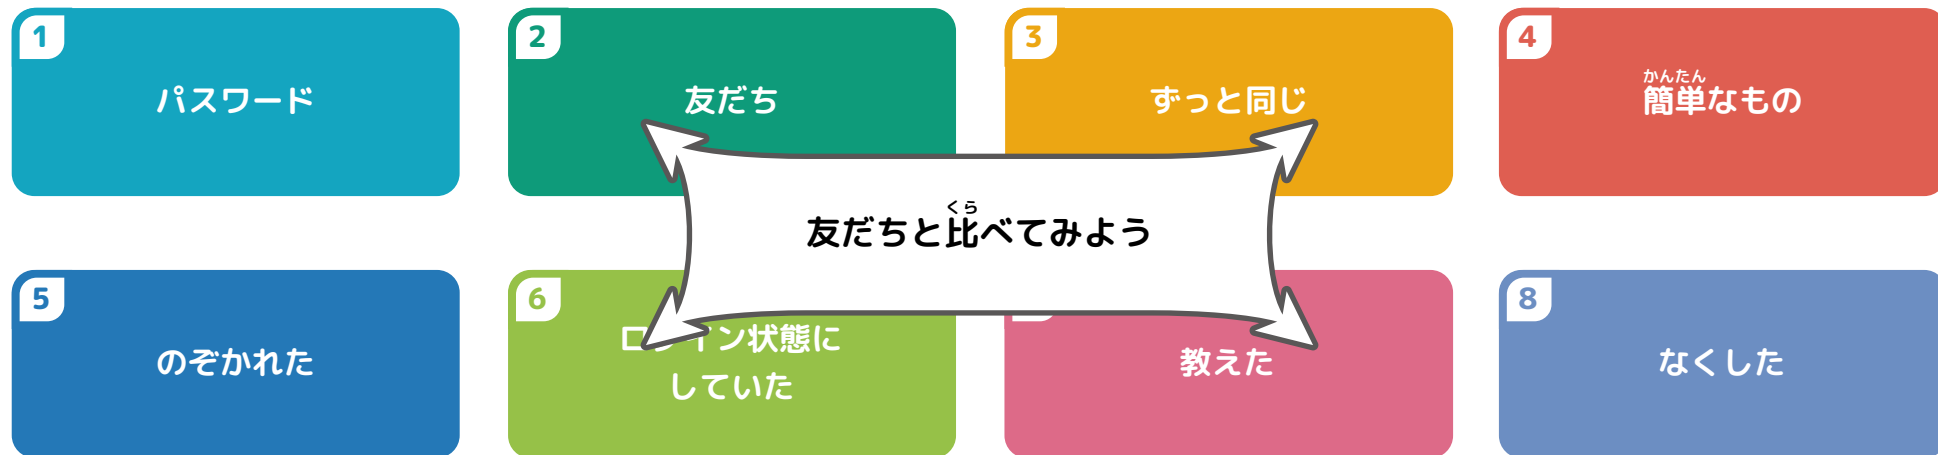 1
パスワード
2
友だち
3
ずっと同じ
4
かんたん
簡単なもの
くら
友だちと比べてみよう
5
のぞかれた
6
ログイン状態に
していた
教えた
8
なくした